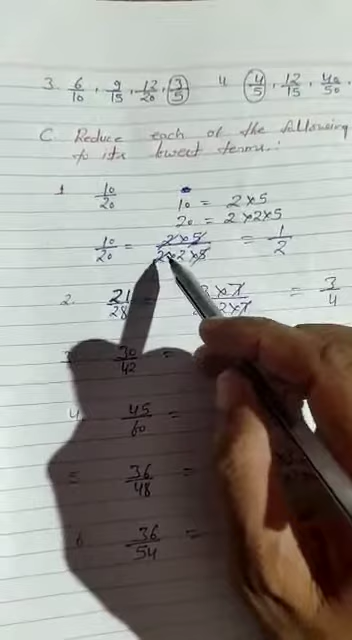 3. 6/10, 9/15, 12/20, 3/5 4. 4/5, 12/15, 40/50
C. Reduce each of the following
to its lowest terms.:
1 10/20 10 = 2×5
20 = 2×2×5
10/20 = 2×5/2×2×5 = 1/2
2. 21/28 = 3×7/2×7 = 3/4
30/42 =
4. 45/60 =
36/48 =
6 36/54 =